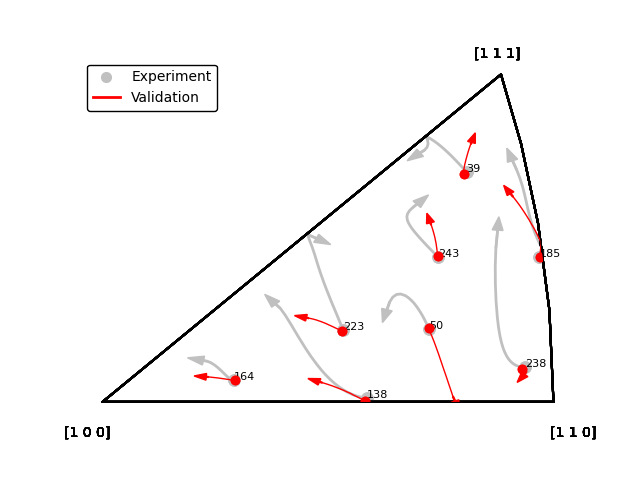 [1 1 1]
Experiment
Validation
39
243
185
223
50
238
164
138
[1 0 0]
[1 1 0]